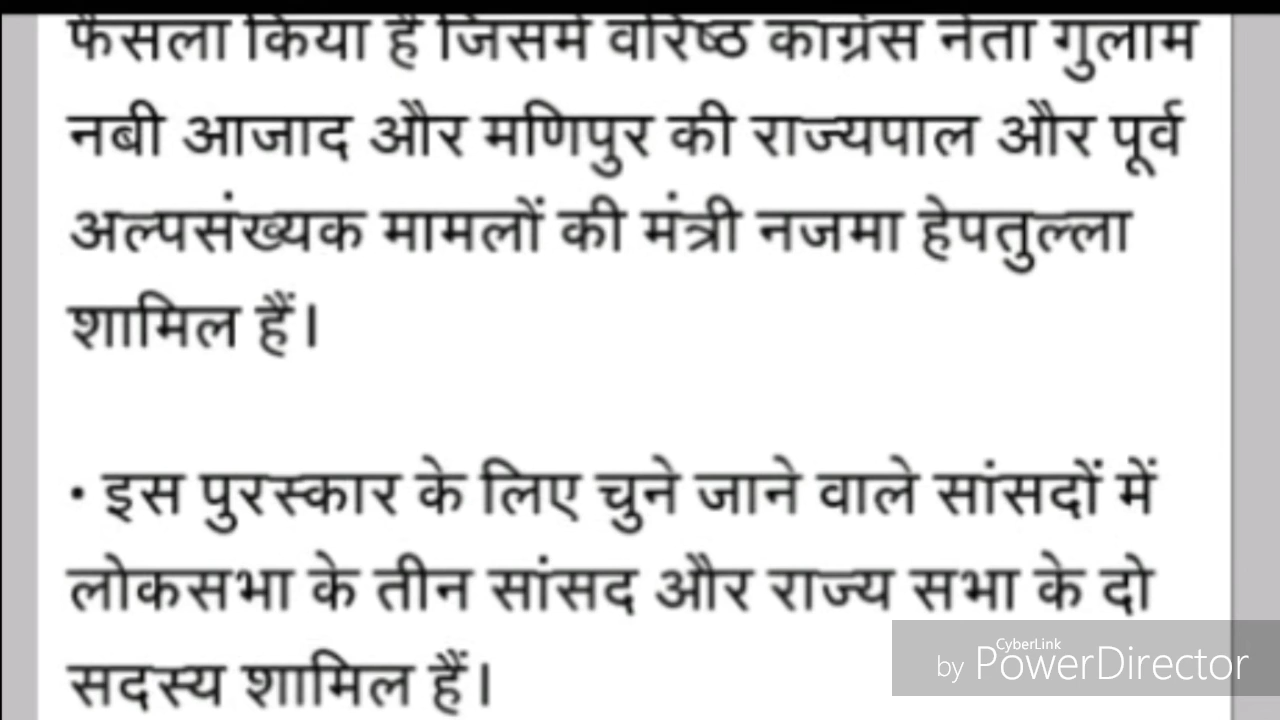 फैसला किया है जिसमें वरिष्ठ कांग्रेस नेता गुलाम
नबी आजाद और मणिपुर की राज्यपाल और पूर्व
अल्पसंख्यक मामलों की मंत्री नजमा हेपतुल्ला
शामिल हैं।
• इस पुरस्कार के लिए चुने जाने वाले सांसदों में
लोकसभा के तीन सांसद और राज्य सभा के दो
सदस्य शामिल हैं।
CyberLink
by PowerDirector